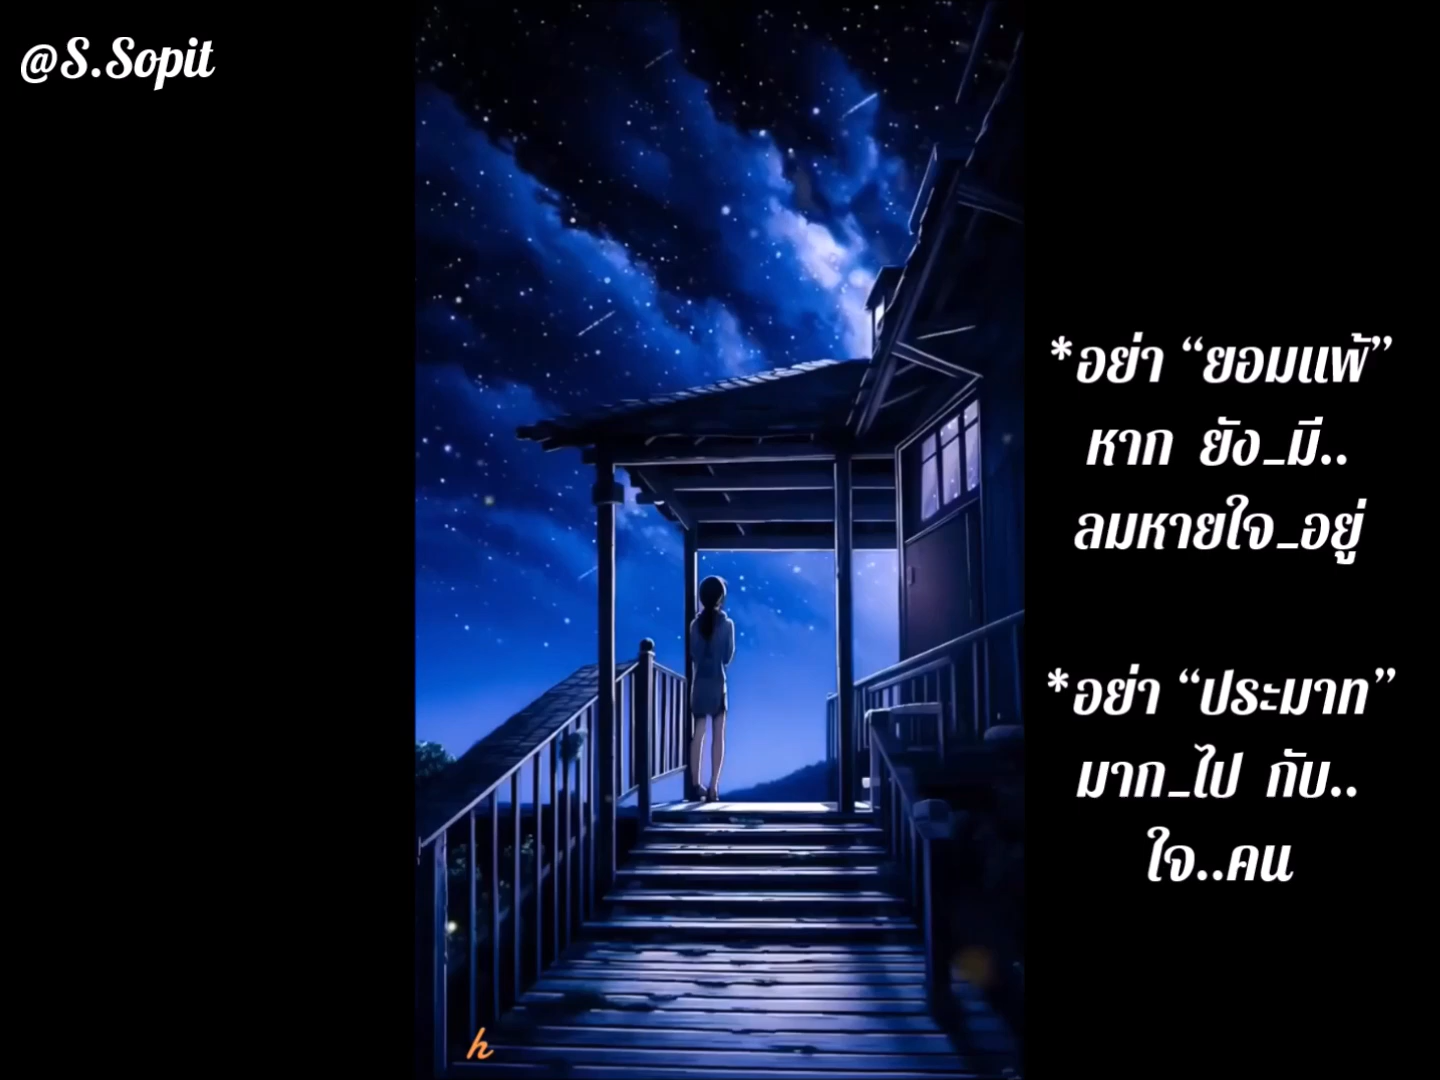 @S.Sopit
*อย่า “ยอมแพ้”
หาก ยัง_มี..
ลมหายใจ_อยู่
*อย่า “ประมาท”
มาก_ไป กับ..
ใจ..คน
h